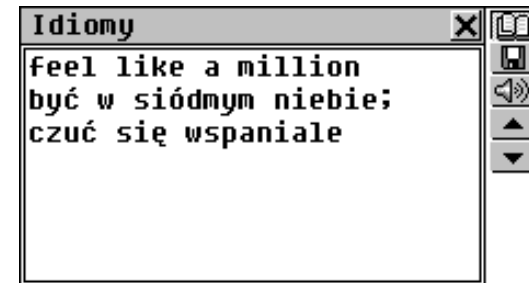 Idiomy
feel like a million
być w siódmym niebie;
czuć się wspaniale